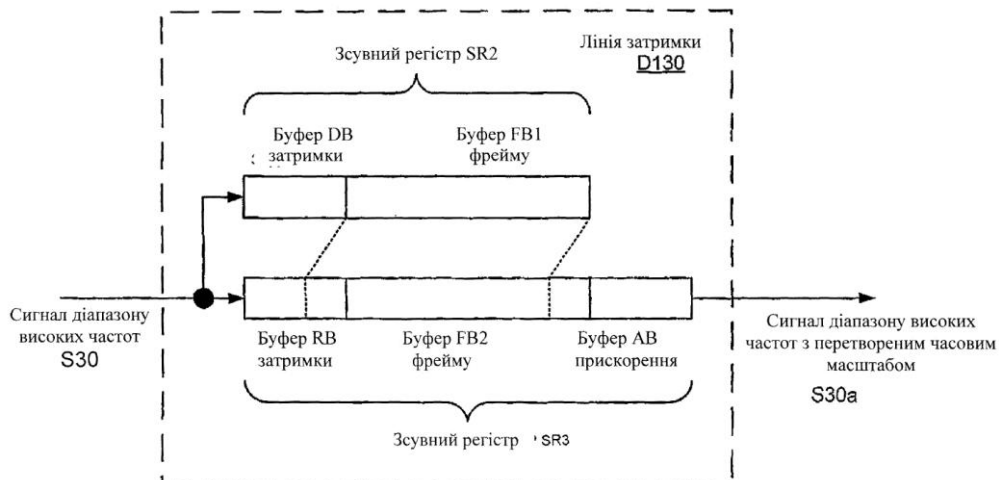 Лінія затримки
D130
Зсувний регістр SR2
Буфер DB
затримки
Буфер FB1
фрейму
Сигнал діапазону
високих частот
S30
Буфер RB
затримки
Буфер FB2
фрейму
Буфер AB
прискорення
Сигнал діапазону високих
частот з перетвореним часовим
масштабом
S30a
Зсувний регістр SR3